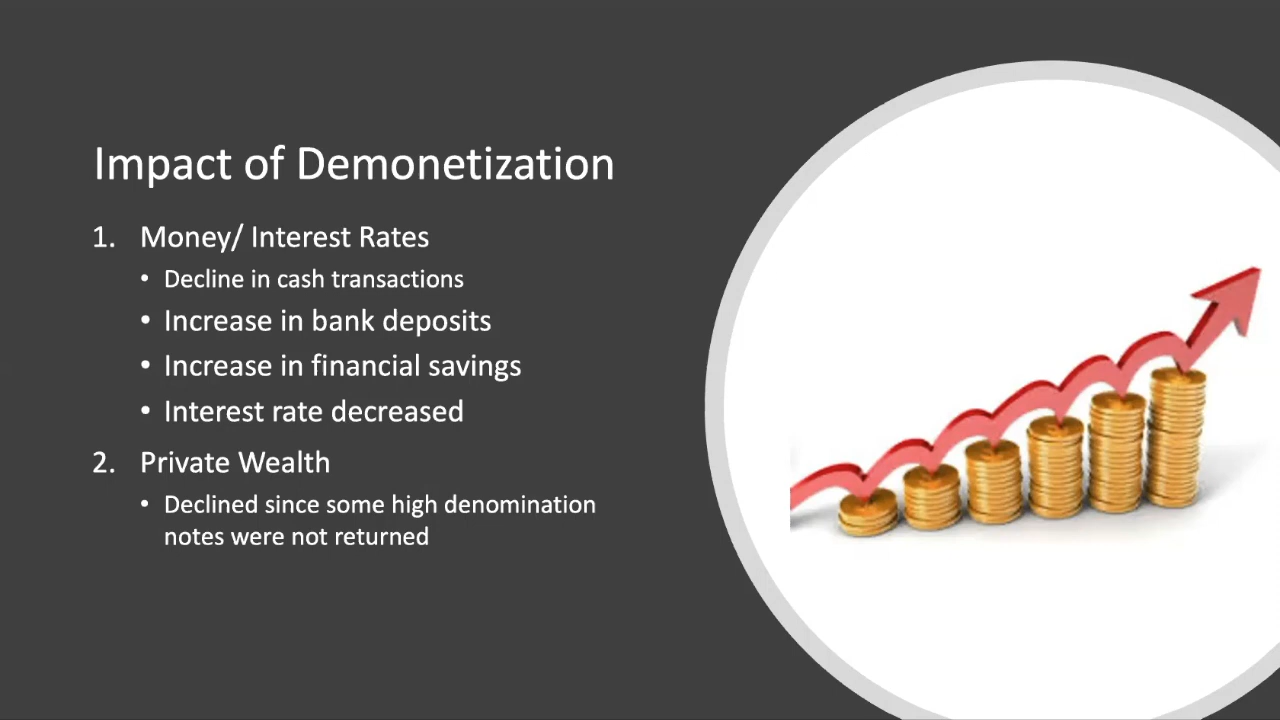 Impact of Demonetization
1. Money/ Interest Rates
• Decline in cash transactions
• Increase in bank deposits
• Increase in financial savings
• Interest rate decreased
2. Private Wealth
• Declined since some high denomination
notes were not returned